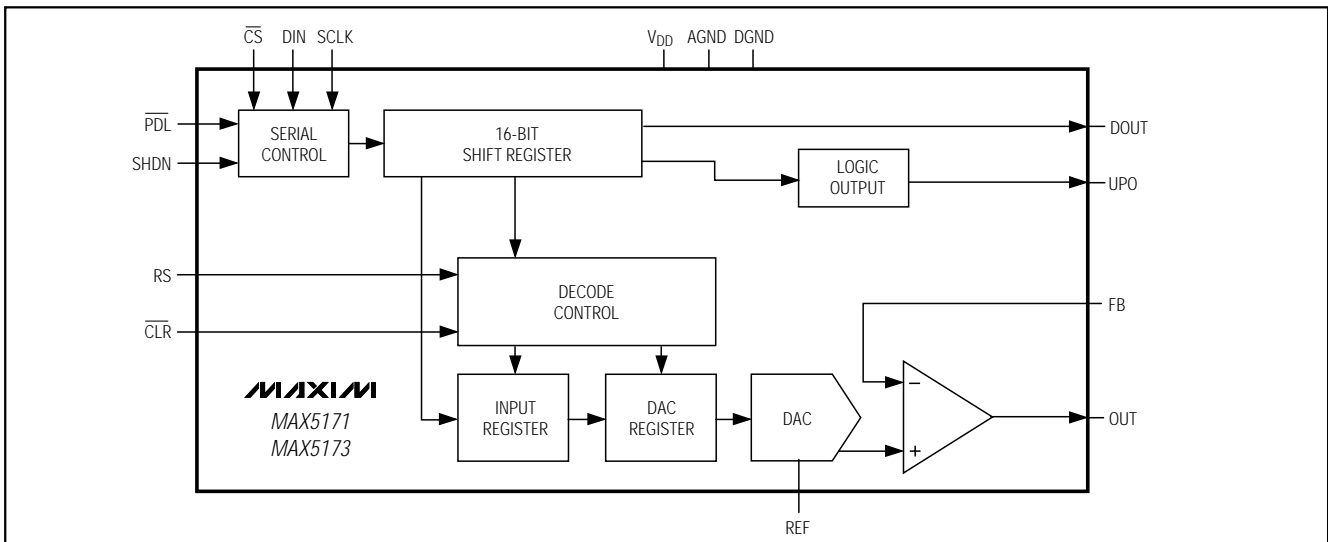 CS DIN SCLK
VDD AGND DGND
PDL
SHDN
SERIAL
CONTROL
16-BIT
SHIFT REGISTER
DOUT
LOGIC
OUTPUT
UPO
RS
CLR
DECODE
CONTROL
FB
MAXIM
MAX5171
MAX5173
INPUT
REGISTER
DAC
REGISTER
DAC
−
+
OUT
REF